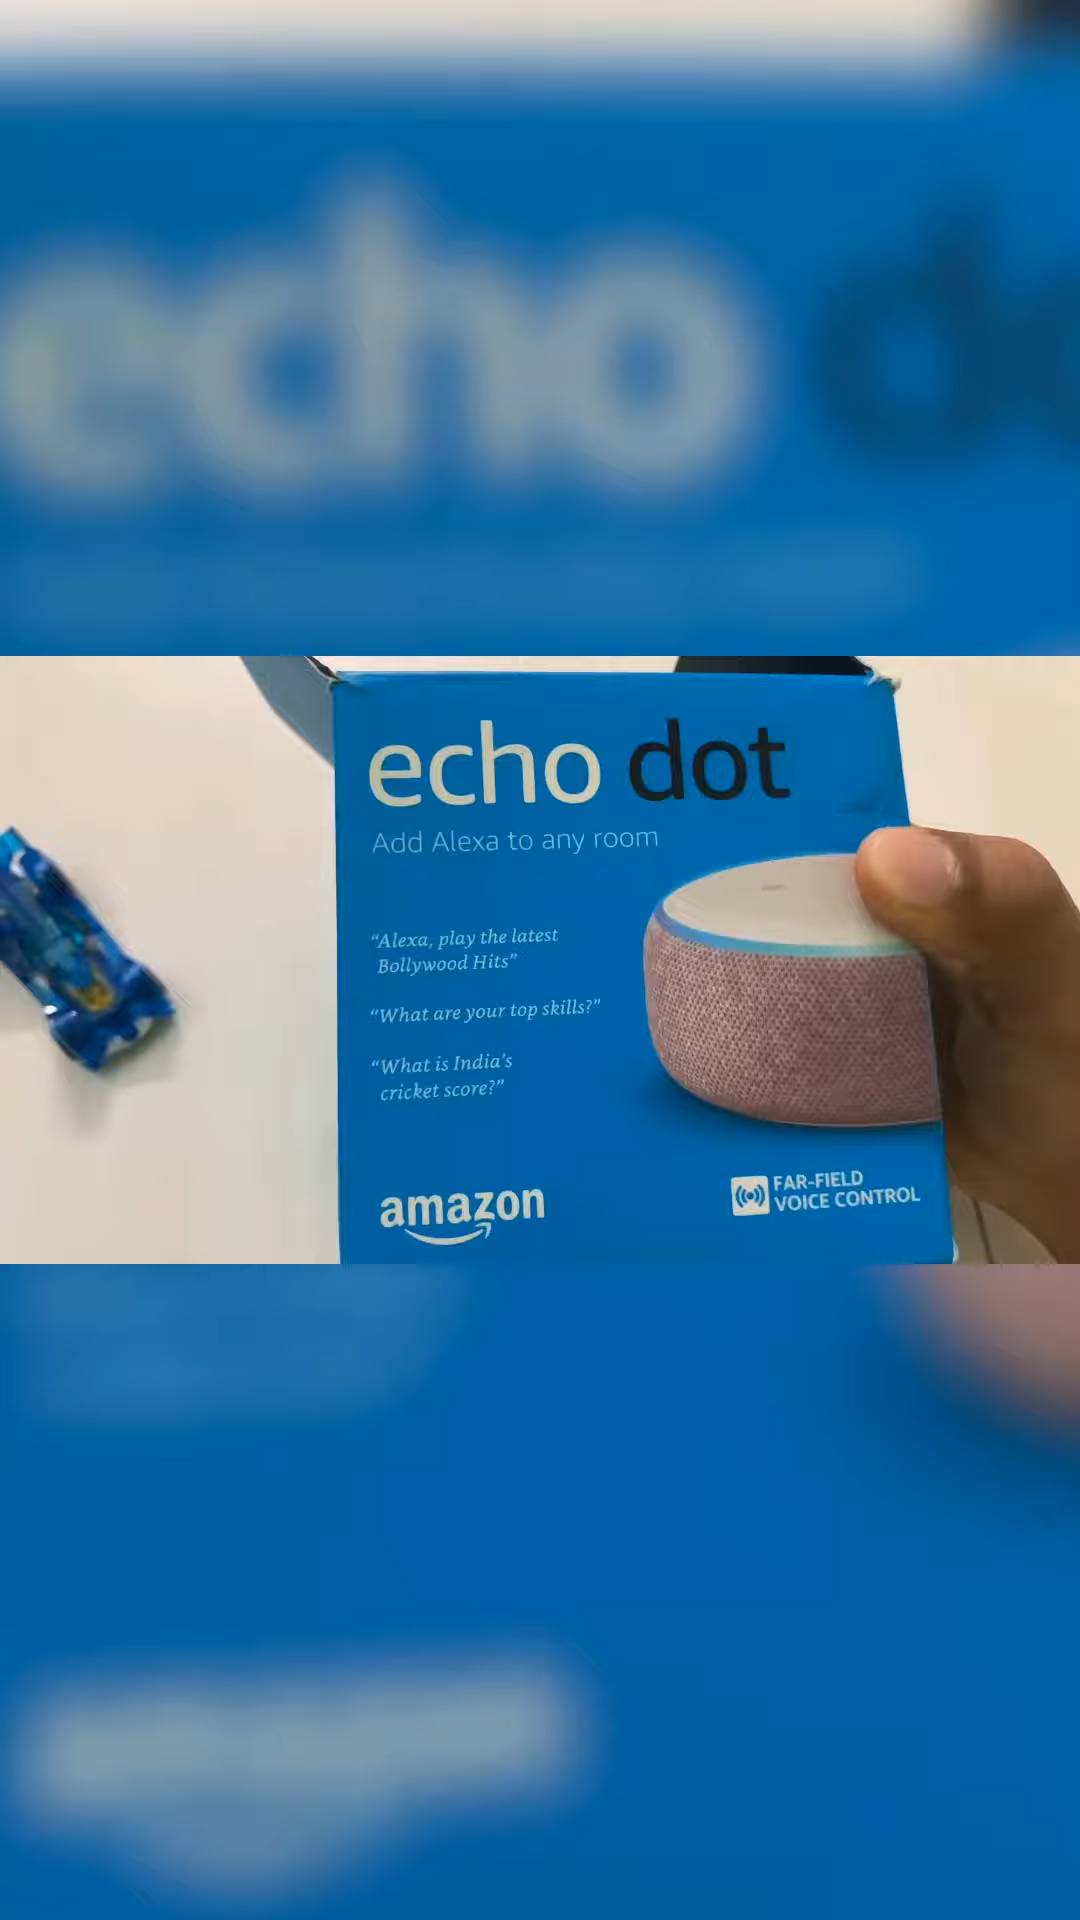 echo dot
Add Alexa to any room
“Alexa, play the latest
Bollywood Hits”
“What are your top skills?”
“What is India’s
cricket score?”
amazon
FAR-FIELD
VOICE CONTROL